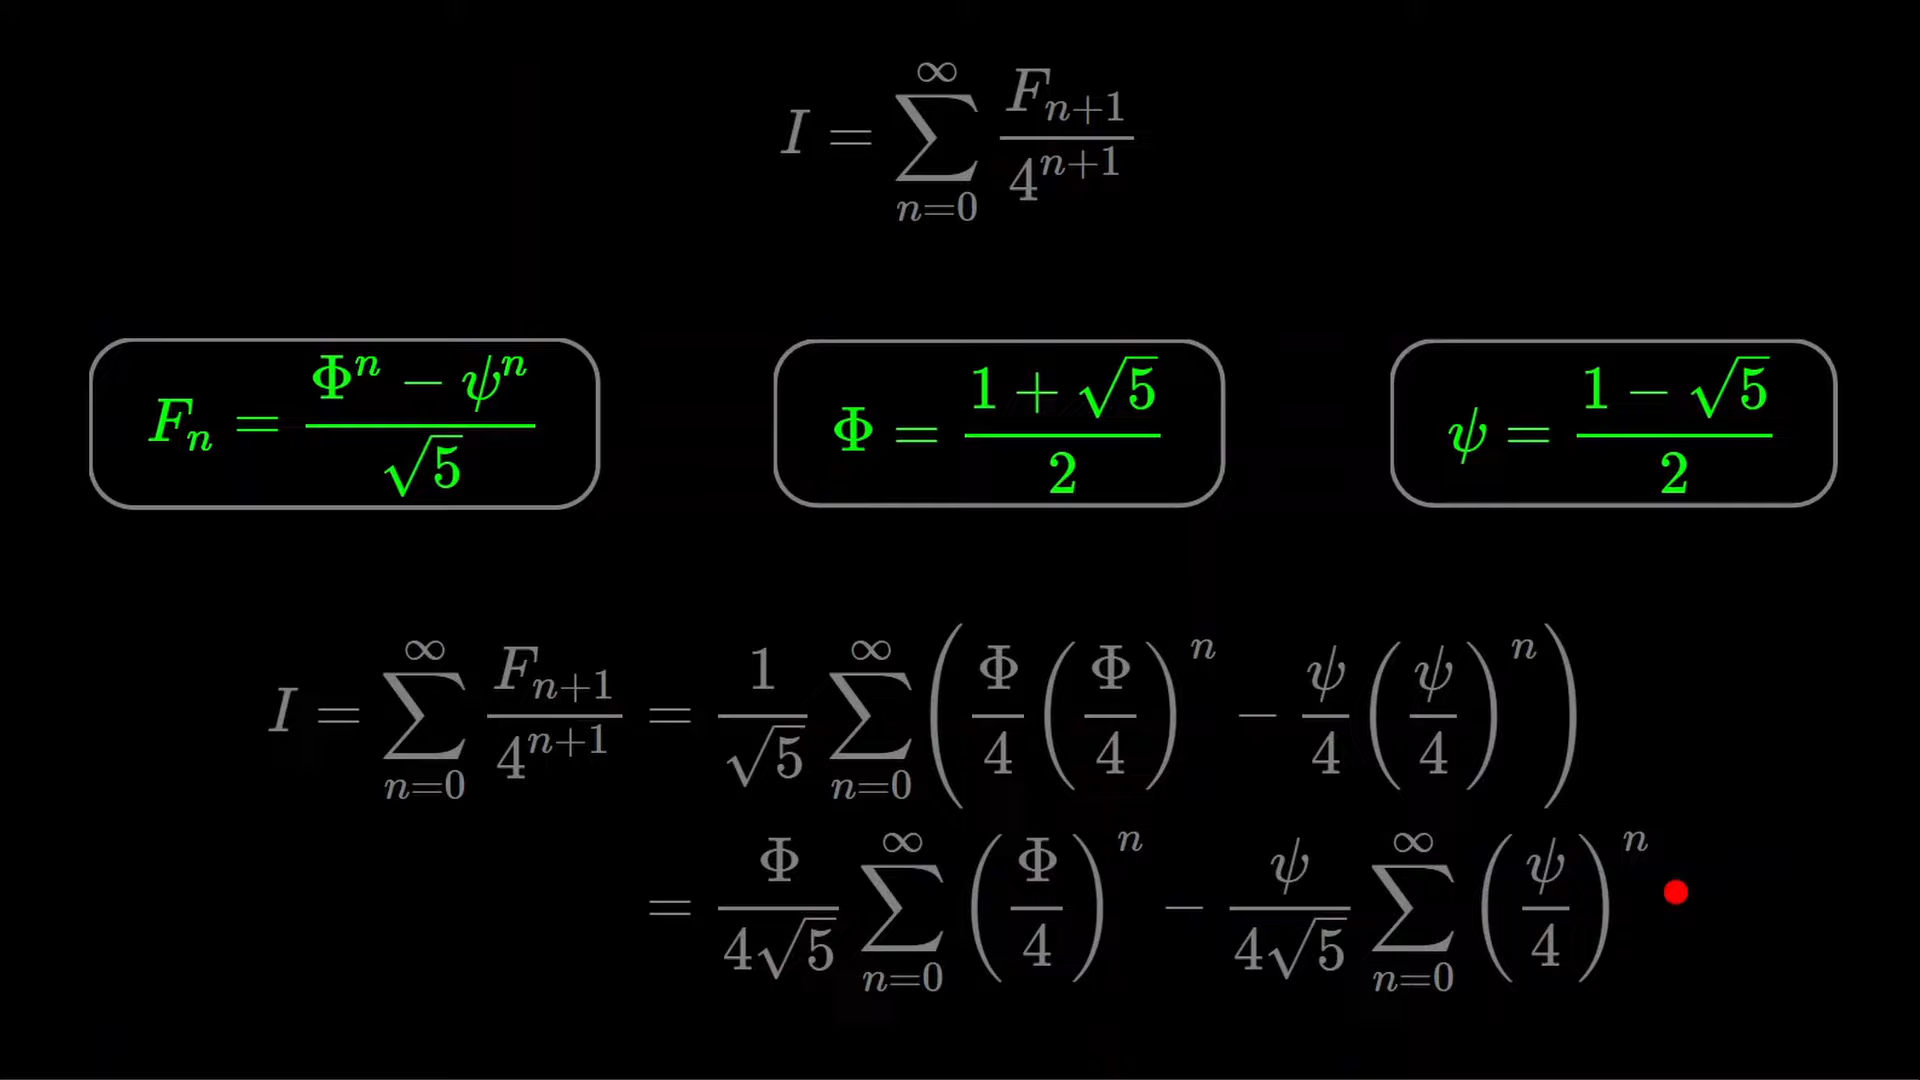 $I = \sum_{n=0}^{\infty} \frac{F_{n+1}}{4^{n+1}}$
$F_n = \frac{\Phi^n - \psi^n}{\sqrt{5}}$
$\Phi = \frac{1 + \sqrt{5}}{2}$
$\psi = \frac{1 - \sqrt{5}}{2}$
$I = \sum_{n=0}^{\infty} \frac{F_{n+1}}{4^{n+1}} = \frac{1}{\sqrt{5}} \sum_{n=0}^{\infty} \left( \frac{\Phi}{4} \left( \frac{\Phi}{4} \right)^n - \frac{\psi}{4} \left( \frac{\psi}{4} \right)^n \right)$
$= \frac{\Phi}{4\sqrt{5}} \sum_{n=0}^{\infty} \left( \frac{\Phi}{4} \right)^n - \frac{\psi}{4\sqrt{5}} \sum_{n=0}^{\infty} \left( \frac{\psi}{4} \right)^n$